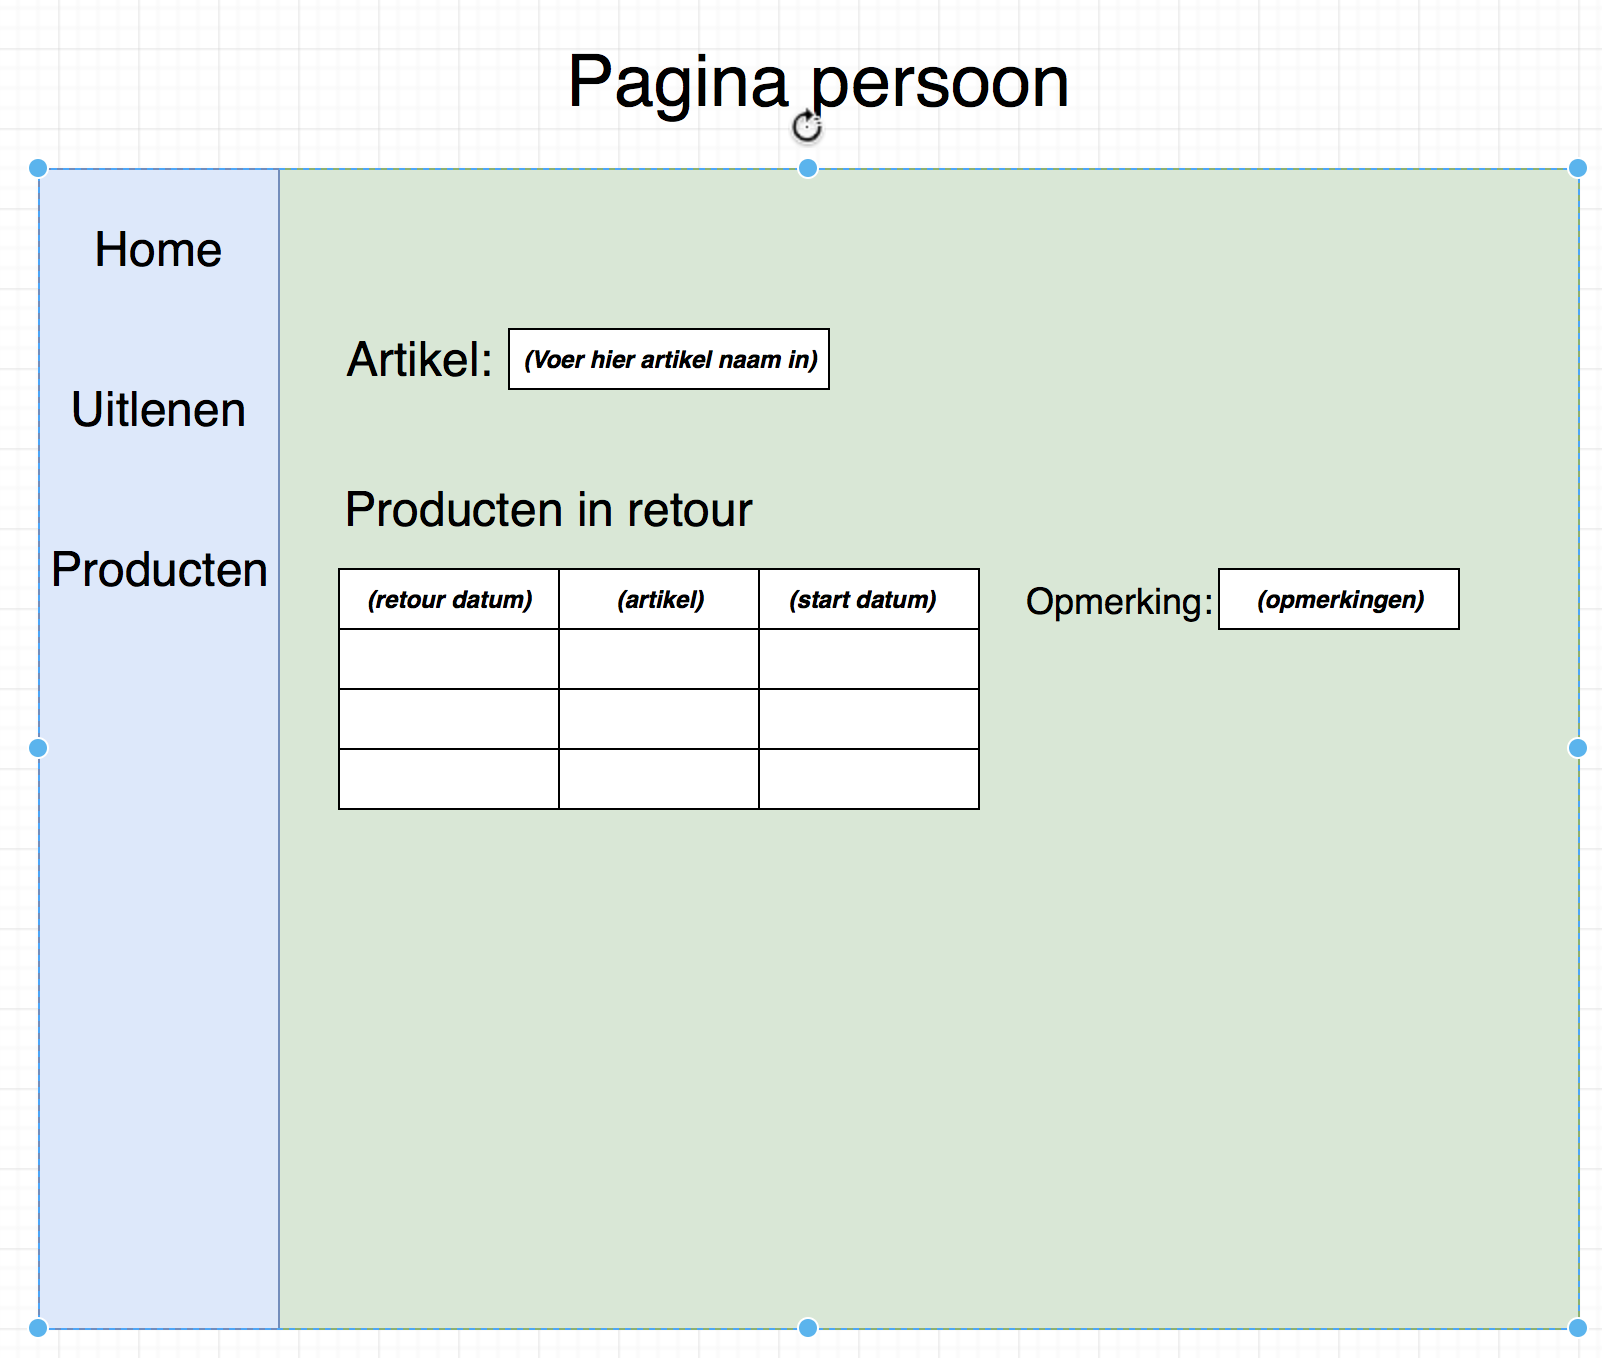 Pagina persoon
Home
Uitlenen
Producten
Artikel: (Voer hier artikel naam in)
Producten in retour
(retour datum) (artikel) (start datum)
Opmerking: (opmerkingen)